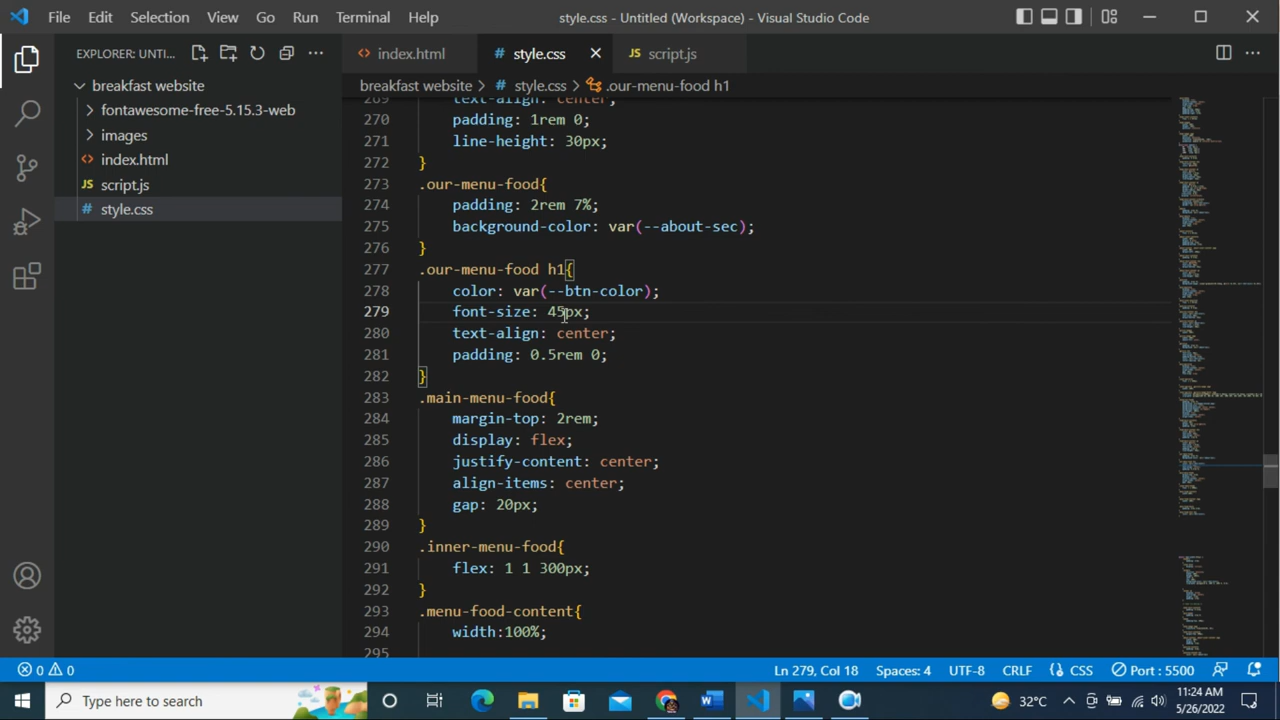 File Edit Selection View Go Run Terminal Help style.css - Untitled (Workspace) - Visual Studio Code
EXPLORER: UNTI...
breakfast website
fontawesome-free-5.15.3-web
images
index.html
script.js
style.css
index.html style.css script.js
breakfast website > # style.css > .our-menu-food h1
269 text-align: center;
270 padding: 1rem 0;
271 line-height: 30px;
272 }
273 .our-menu-food{
274 padding: 2rem 7%;
275 background-color: var(--about-sec);
276 }
277 .our-menu-food h1{
278 color: var(--btn-color);
279 font-size: 45px;
280 text-align: center;
281 padding: 0.5rem 0;
282 }
283 .main-menu-food{
284 margin-top: 2rem;
285 display: flex;
286 justify-content: center;
287 align-items: center;
288 gap: 20px;
289 }
290 .inner-menu-food{
291 flex: 1 1 300px;
292 }
293 .menu-food-content{
294 width:100%;
295
0 0 Ln 279, Col 18 Spaces: 4 UTF-8 CRLF {} CSS Port : 5500
Type here to search 32°C 11:24 AM
5/26/2022